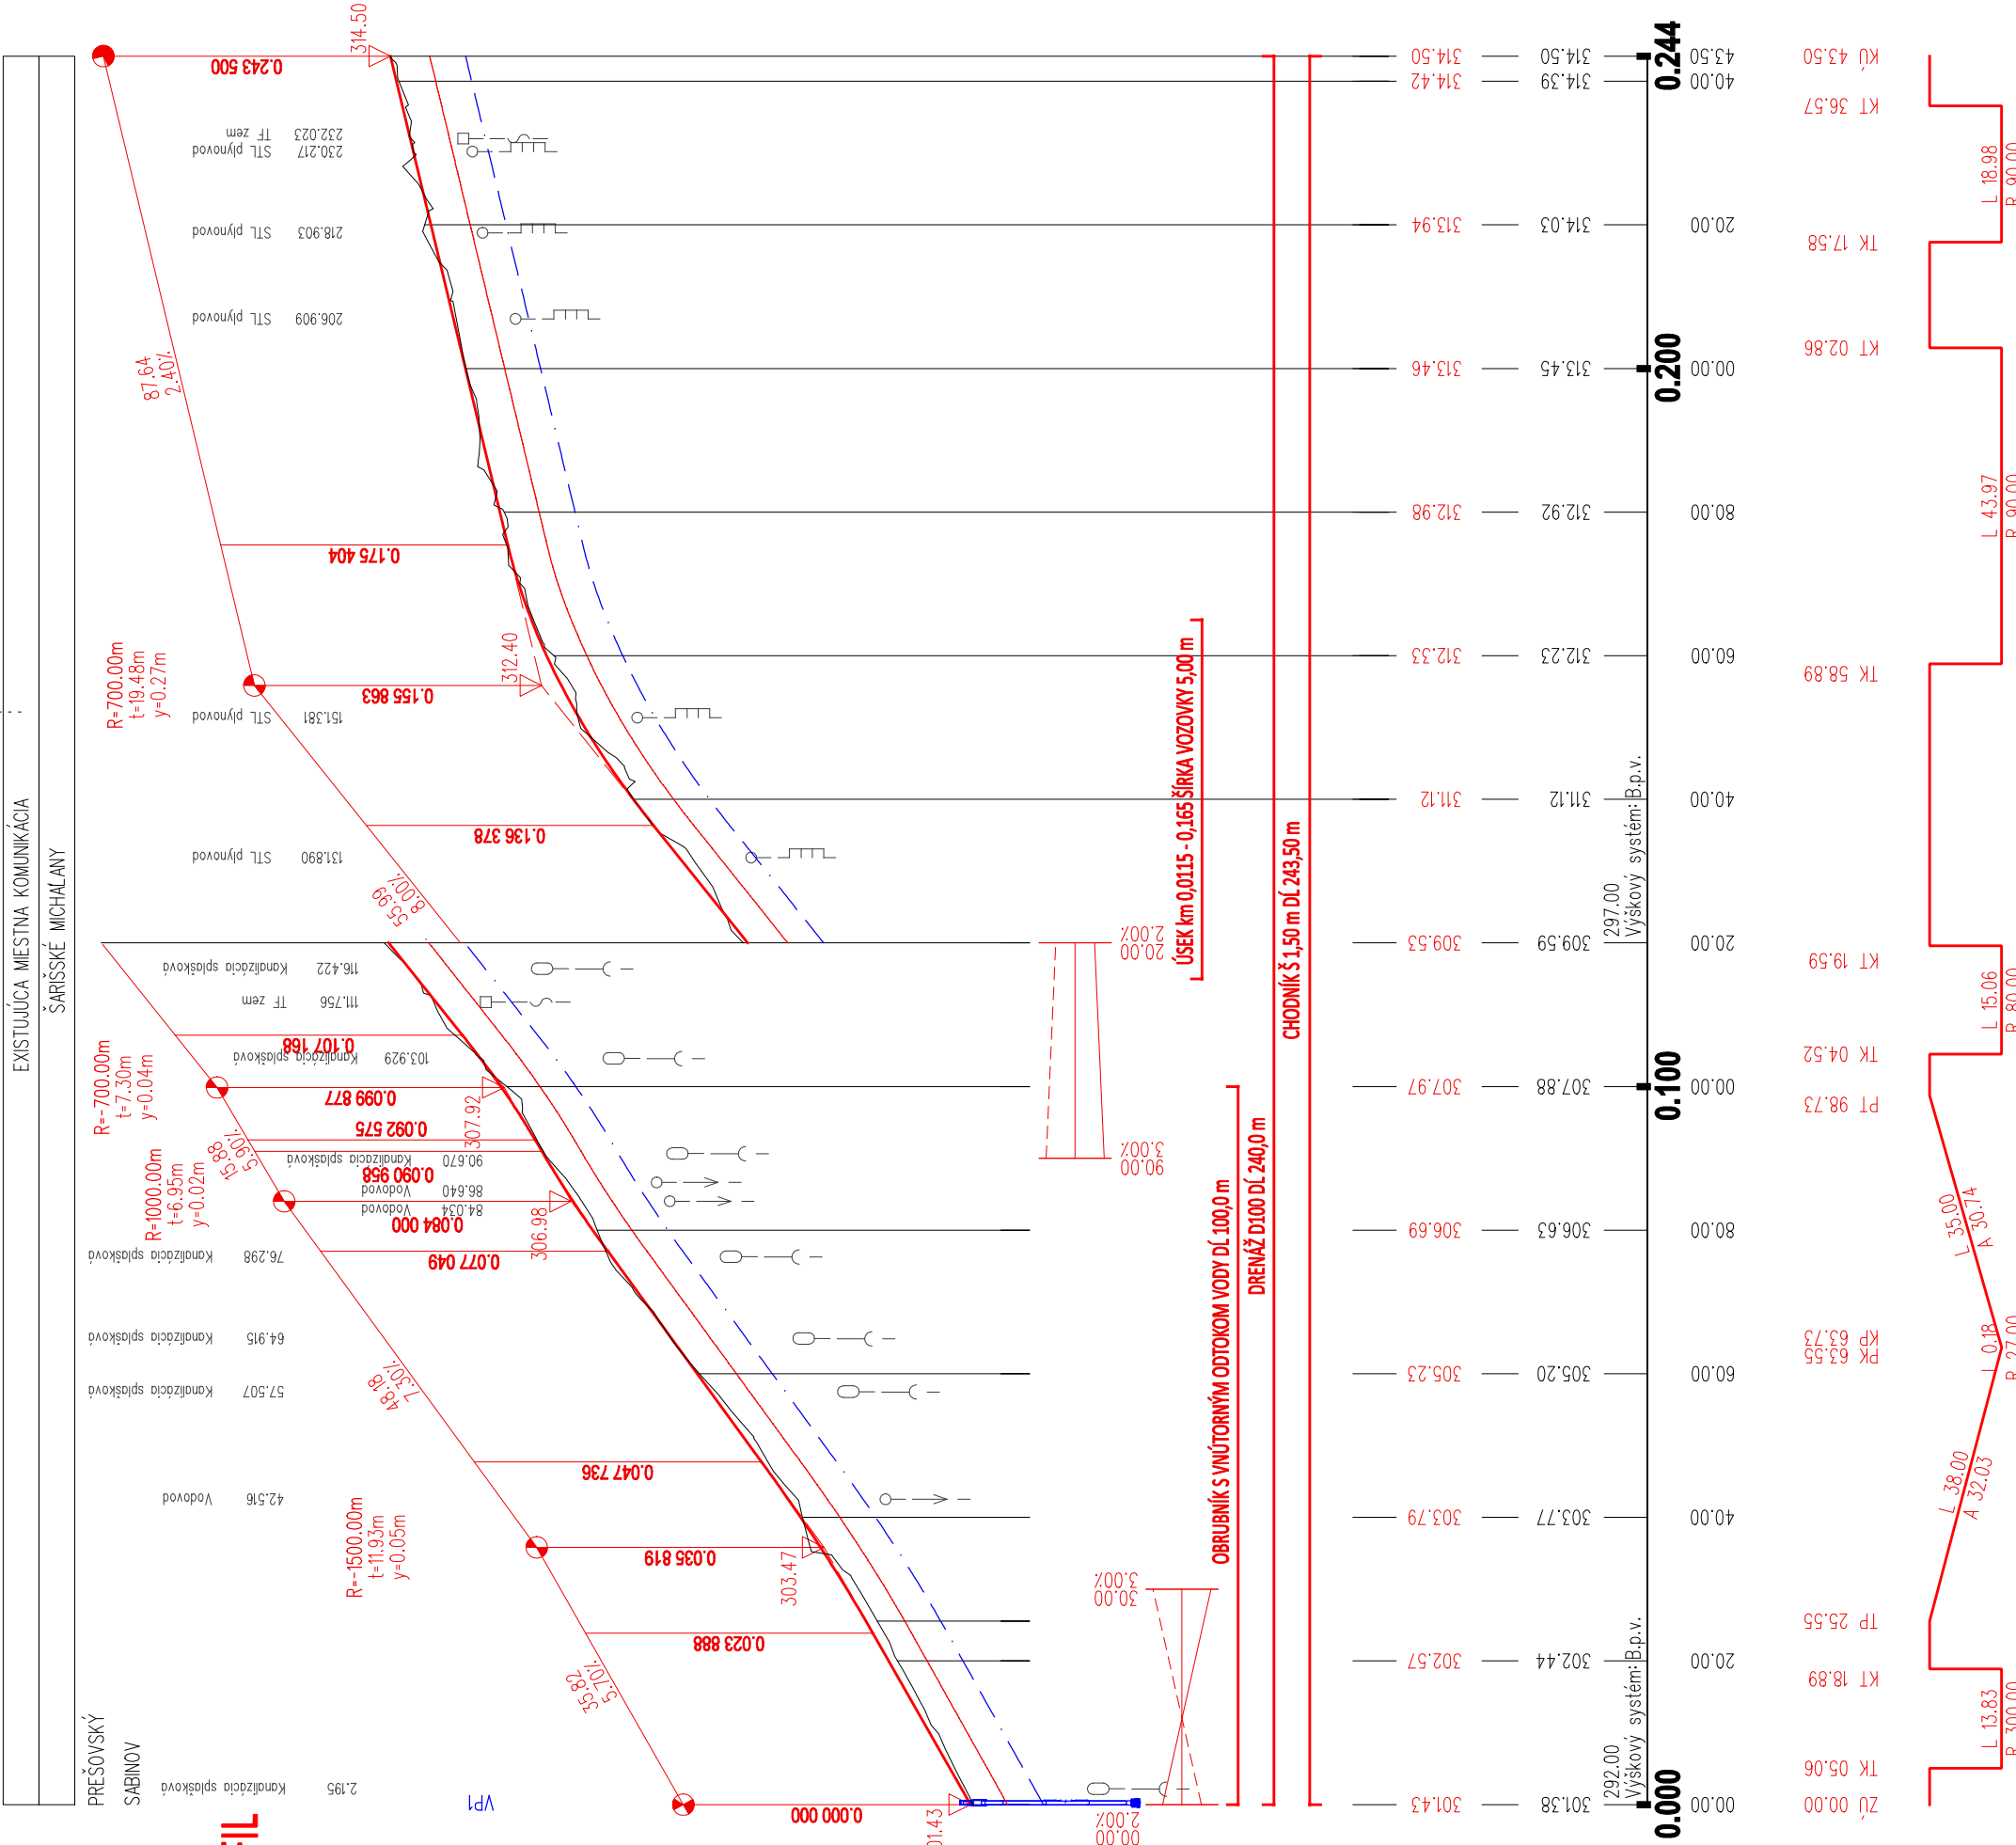 EXISTUJÚCA MIESTNA KOMUNIKÁCIA
ŠARIŠSKÉ MICHAĽANY
PREŠOVSKÝ
SABINOV
VP1
0.000 000
35.82
5.70%
0.023 888
R=-1500.00m
t=11.93m
y=0.05m
0.035 819
303.47
0.047 736
48.18
7.30%
0.077 049
R=1000.00m
t=6.95m
y=0.02m
0.084 000
306.98
0.090 958
15.88
5.90%
0.092 575
R=-700.00m
t=7.30m
y=0.04m
0.099 877
307.92
0.107 168
55.99
8.00%
0.136 378
R=700.00m
t=19.48m
y=0.27m
0.155 863
312.40
0.175 404
87.64
2.40%
0.243 500
314.50
2.195 Kanalizácia splašková
42.516 Vodovod
57.507 Kanalizácia splašková
64.915 Kanalizácia splašková
76.298 Kanalizácia splašková
84.034 Vodovod
86.640 Vodovod
90.670 Kanalizácia splašková
103.929 Kanalizácia splašková
111.756 TF zem
116.422 Kanalizácia splašková
131.890 STL plynovod
151.381 STL plynovod
206.909 STL plynovod
218.903 STL plynovod
230.217 STL plynovod
232.023 TF zem
00.00
2.00%
30.00
3.00%
90.00
3.00%
20.00
2.00%
ÚSEK km 0,0115 - 0,165 ŠÍRKA VOZOVKY 5,00 m
OBRUBNÍK S VNÚTORNÝM ODTOKOM VODY DĹ 100,0 m
DRENÁŽ D100 DĹ 240,0 m
CHODNÍK Š 1,50 m DĹ 243,50 m
301.43 302.57 303.79 305.23 306.69 307.97 309.53 311.12 312.33 312.98 313.46 313.94 314.42 314.50
301.38 302.44 303.77 305.20 306.63 307.88 309.59 311.12 312.23 312.92 313.45 314.03 314.39 314.50
292.00
Výškový systém: B.p.v.
297.00
Výškový systém: B.p.v.
0.000 0.100 0.200 0.244
00.00 20.00 40.00 60.00 80.00 00.00 20.00 40.00 60.00 80.00 00.00 20.00 40.00 43.50
ZÚ 00.00 TK 05.06 KT 18.89 TP 25.55 PK 63.55 KP 63.73 PT 98.73 TK 04.52 KT 19.59 TK 58.89 KT 02.86 TK 17.58 KT 36.57 KÚ 43.50
L 13.83
R 300.00
L 38.00
A 32.03
L 0.18
R 27.00
L 35.00
A 30.74
L 15.06
R 80.00
L 43.97
R 90.00
L 18.98
R 90.00